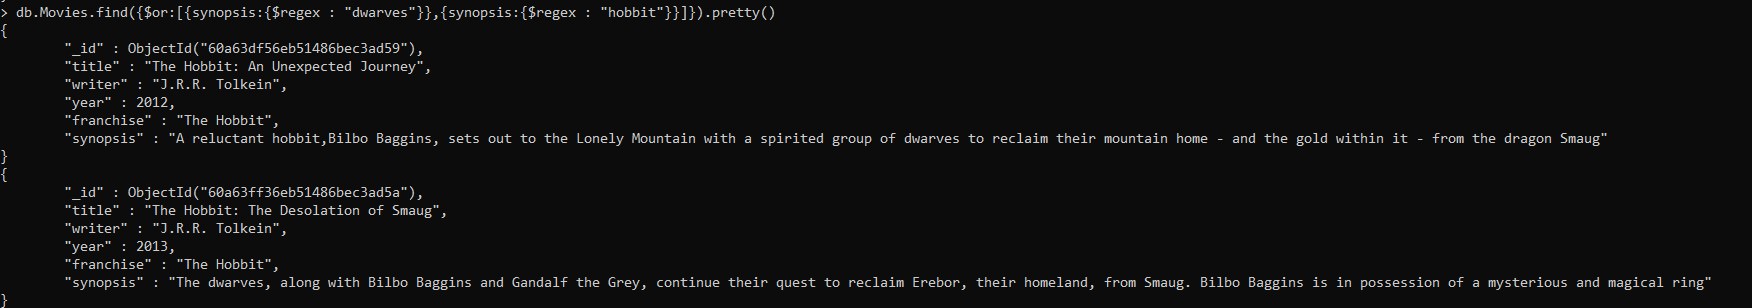 > db.Movies.find({$or:[{synopsis:{$regex : "dwarves"}},{synopsis:{$regex : "hobbit"}}]}).pretty()
{
        "_id" : ObjectId("60a63df56eb51486bec3ad59"),
        "title" : "The Hobbit: An Unexpected Journey",
        "writer" : "J.R.R. Tolkein",
        "year" : 2012,
        "franchise" : "The Hobbit",
        "synopsis" : "A reluctant hobbit,Bilbo Baggins, sets out to the Lonely Mountain with a spirited group of dwarves to reclaim their mountain home - and the gold within it - from the dragon Smaug"
}
{
        "_id" : ObjectId("60a63ff36eb51486bec3ad5a"),
        "title" : "The Hobbit: The Desolation of Smaug",
        "writer" : "J.R.R. Tolkein",
        "year" : 2013,
        "franchise" : "The Hobbit",
        "synopsis" : "The dwarves, along with Bilbo Baggins and Gandalf the Grey, continue their quest to reclaim Erebor, their homeland, from Smaug. Bilbo Baggins is in possession of a mysterious and magical ring"
}